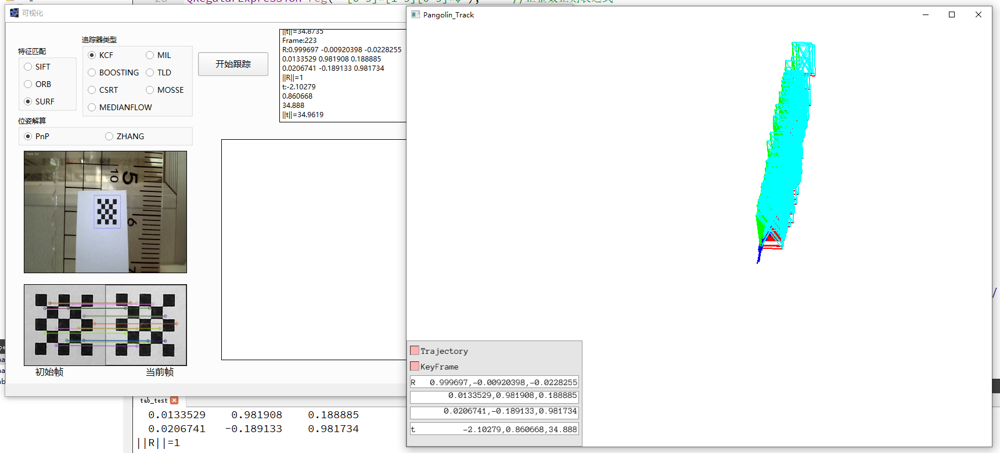 可视化
特征匹配
SIFT
ORB
SURF
追踪器类型
KCF
MIL
BOOSTING
TLD
CSRT
MOSSE
MEDIANFLOW
位姿解算
PnP
ZHANG
开始跟踪
||t||=34.8735
Frame:223
R:0.999697 -0.00920398 -0.0228255
0.0133529 0.981908 0.188885
0.0206741 -0.189133 0.981734
||R||=1
t:-2.10279
0.860668
34.888
||t||=34.9619
10 5
6
初始帧
当前帧
tab_test
0.0133529 0.981908 0.188885
0.0206741 -0.189133 0.981734
||R||=1
Pangolin_Track
Trajectory
KeyFrame
R 0.999697,-0.00920398,-0.0228255
0.0133529,0.981908,0.188885
0.0206741,-0.189133,0.981734
t -2.10279,0.860668,34.888